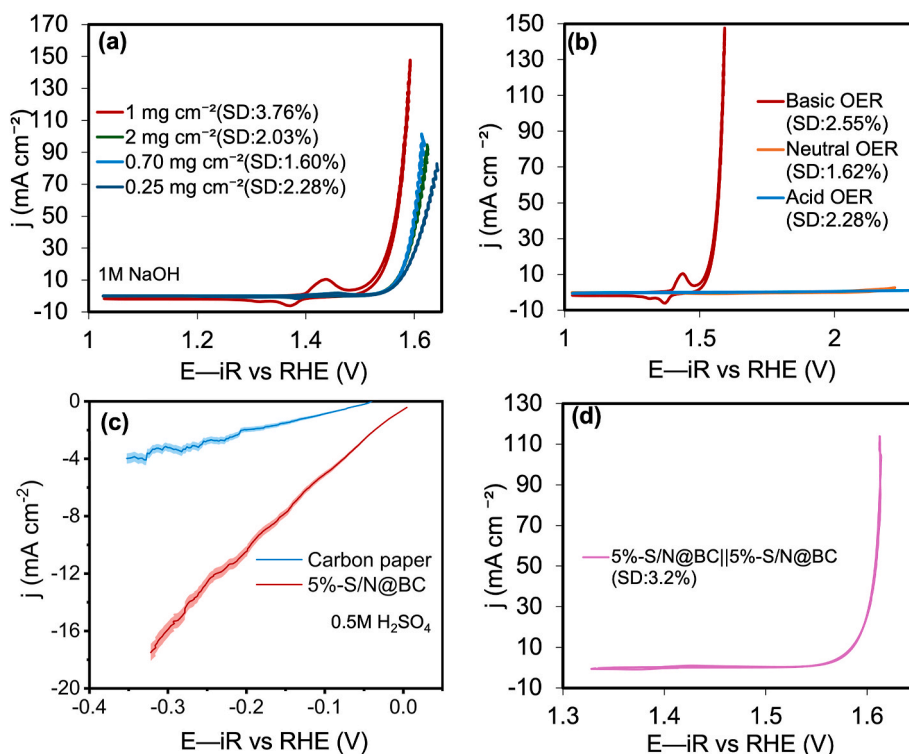 (a)
170
150
130
110
90
70
50
30
10
-10
j (mA cm⁻²)
1 mg cm⁻²(SD:3.76%)
2 mg cm⁻²(SD:2.03%)
0.70 mg cm⁻²(SD:1.60%)
0.25 mg cm⁻²(SD:2.28%)
1M NaOH
1 1.2 1.4 1.6
E—iR vs RHE (V)
(b)
150
130
110
90
70
50
30
10
-10
j (mA cm⁻²)
Basic OER
(SD:2.55%)
Neutral OER
(SD:1.62%)
Acid OER
(SD:2.28%)
1 1.5 2
E—iR vs RHE (V)
(c)
0
-4
-8
-12
-16
-20
j (mA cm⁻²)
Carbon paper
5%-S/N@BC
0.5M H₂SO₄
-0.4 -0.3 -0.2 -0.1 0.0
E—iR vs RHE (V)
(d)
130
110
90
70
50
30
10
-10
j (mA cm⁻²)
5%-S/N@BC||5%-S/N@BC
(SD:3.2%)
1.3 1.4 1.5 1.6
E—iR vs RHE (V)